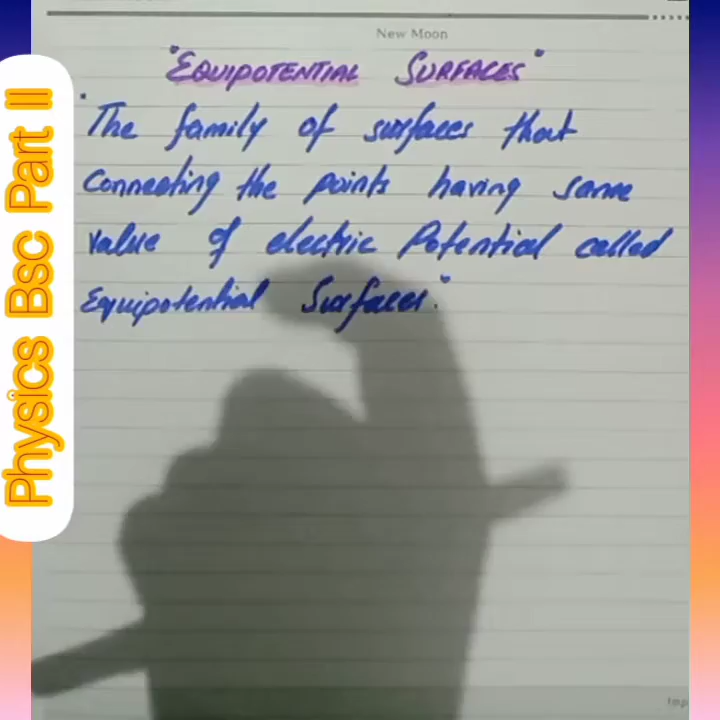 New Moon
"EQUIPOTENTIAL SURFACES"
"The family of surfaces that
connecting the points having same
value of electric Potential called
Equipotential Surfaces."
Physics Bsc Part II